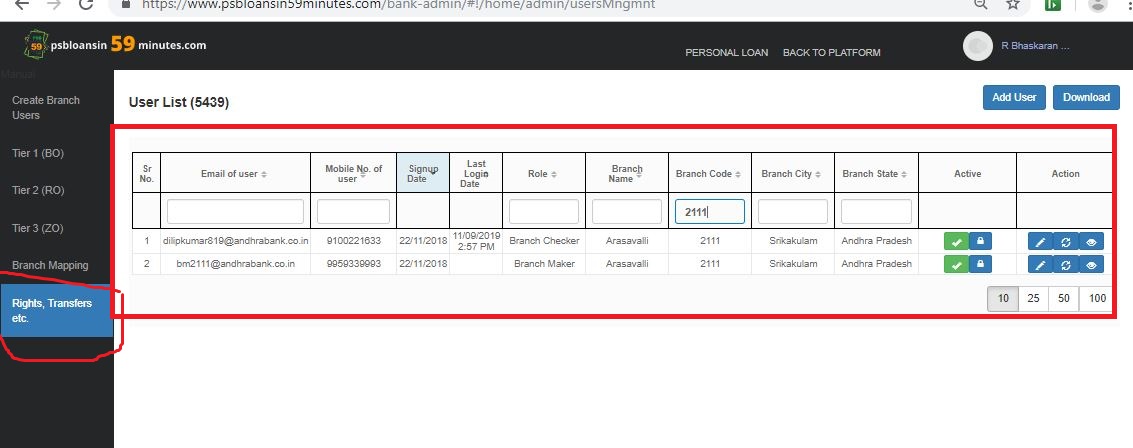 https://www.psbloansin59minutes.com/bank-admin/#!/home/admin/usersMngmnt
psbloansin 59 minutes.com
PERSONAL LOAN BACK TO PLATFORM R Bhaskaran ...
Manual
Create Branch
Users
Tier 1 (BO)
Tier 2 (RO)
Tier 3 (ZO)
Branch Mapping
Rights, Transfers
etc.
User List (5439) Add User Download
Sr No. Email of user Mobile No. of user Signup Date Last Login Date Role Branch Name Branch Code Branch City Branch State Active Action
2111
1 dilipkumar819@andhrabank.co.in 9100221633 22/11/2018 11/09/2019 2:57 PM Branch Checker Arasavalli 2111 Srikakulam Andhra Pradesh
2 bm2111@andhrabank.co.in 9959339993 22/11/2018 Branch Maker Arasavalli 2111 Srikakulam Andhra Pradesh
10 25 50 100